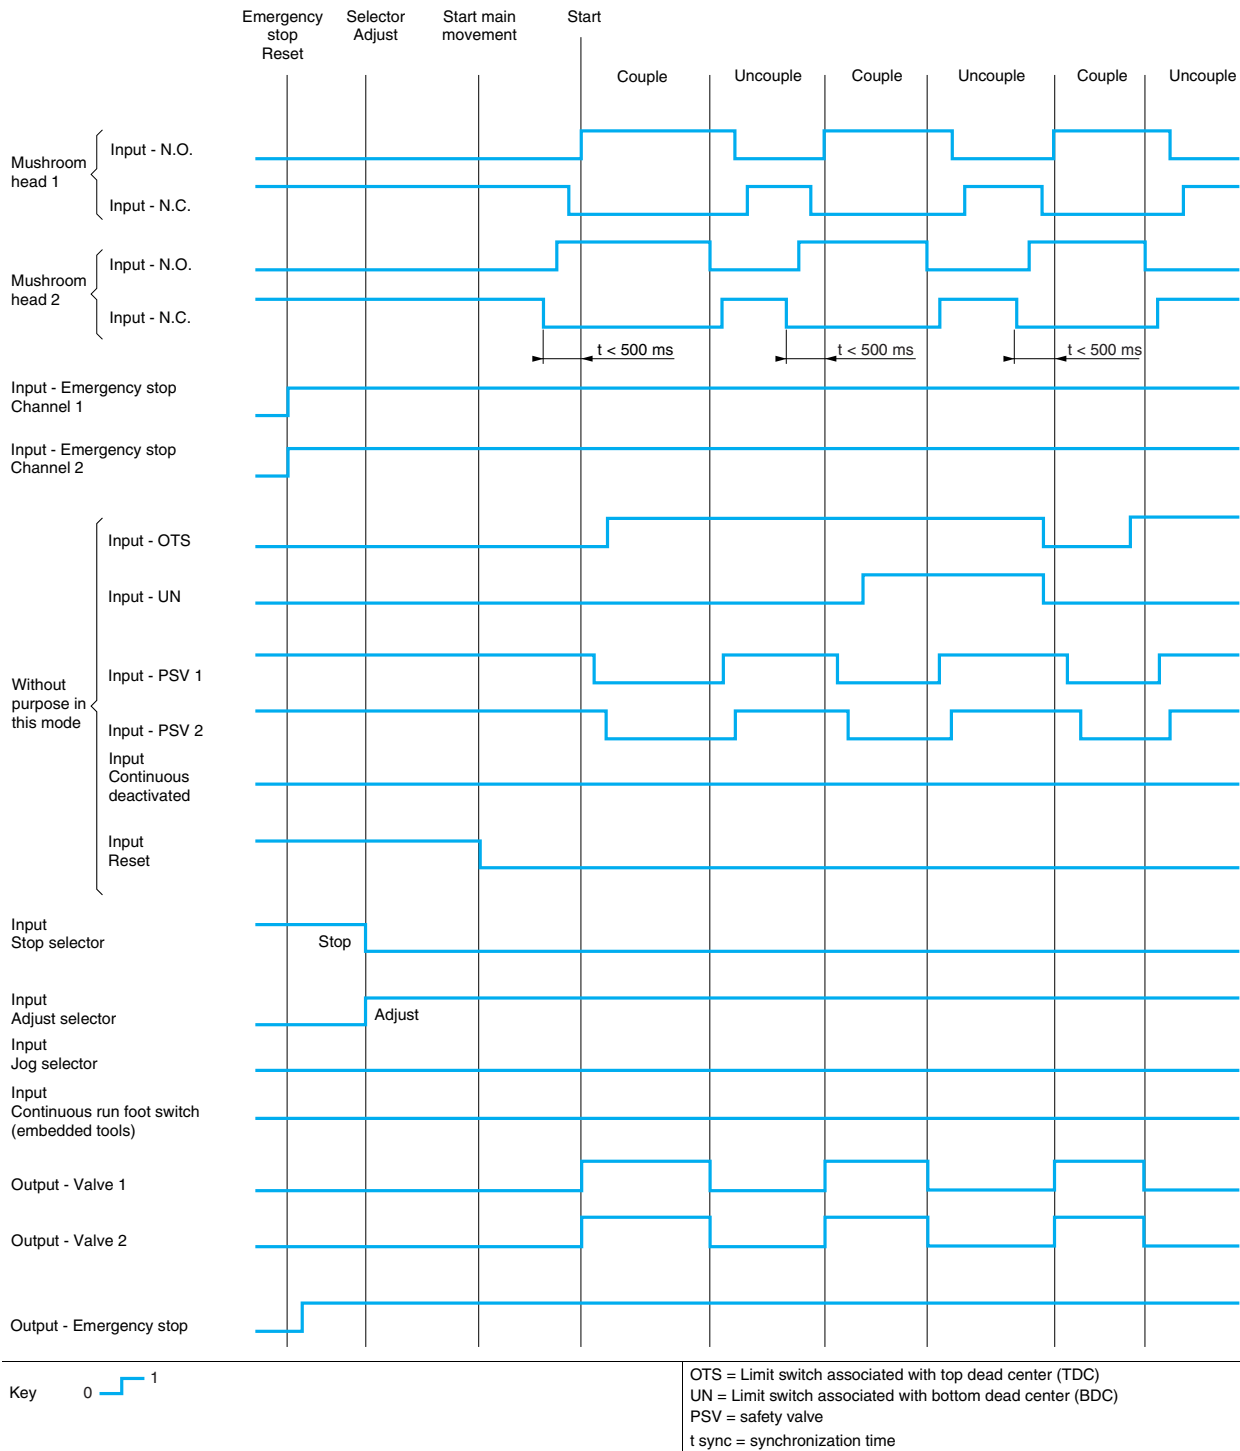 Emergency
stop
Reset
Selector
Adjust
Start main
movement
Start
Couple
Uncouple
Couple
Uncouple
Couple
Uncouple
Mushroom
head 1
Input - N.O.
Input - N.C.
Mushroom
head 2
Input - N.O.
Input - N.C.
t < 500 ms
t < 500 ms
t < 500 ms
Input - Emergency stop
Channel 1
Input - Emergency stop
Channel 2
Without
purpose in
this mode
Input - OTS
Input - UN
Input - PSV 1
Input - PSV 2
Input
Continuous
deactivated
Input
Reset
Input
Stop selector
Stop
Input
Adjust selector
Adjust
Input
Jog selector
Input
Continuous run foot switch
(embedded tools)
Output - Valve 1
Output - Valve 2
Output - Emergency stop
Key
0
1
OTS = Limit switch associated with top dead center (TDC)
UN = Limit switch associated with bottom dead center (BDC)
PSV = safety valve
t sync = synchronization time